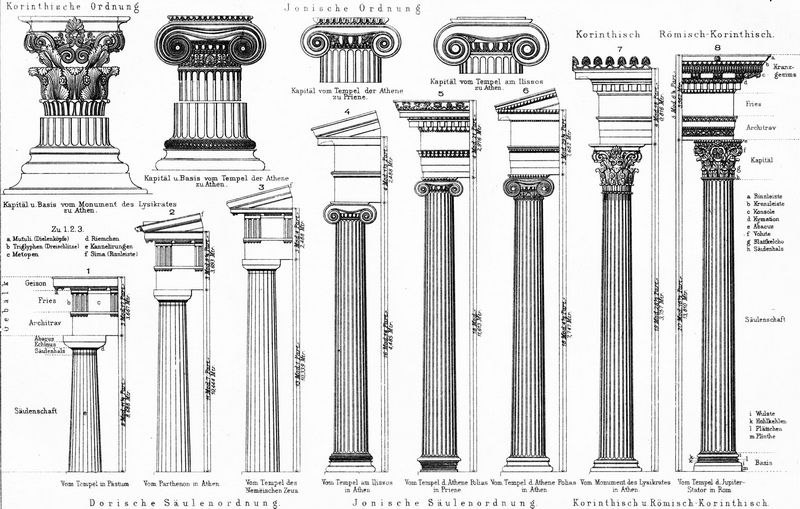 Korinthische Ordnung
Jonische Ordnung
Kapitäl vom Tempel der Athene
zu Priene.
Kapitäl vom Tempel am Ilissos
zu Athen.
Korinthisch
Römisch-Korinthisch.
Kapitäl u. Basis vom Monument des Lysikrates
zu Athen.
Kapitäl u. Basis vom Tempel der Athene
zu Athen.
Zu 1.2.3.
a Mutuli (Dielenköpfe)
b Triglyphen (Dreischlitze)
c Metopen
d Riemchen
e Kannelirungen
f Sima (Rinnleiste)
1
2
3
4
5
6
7
8
Gebälk
Geison
Fries
Architrav
Abacus
Echinus
Säulenhals
Säulenschaft
a
b
c
d
e
Kranz-
gesims
Fries
Architrav
Kapitäl
a Rinnleiste
b Kranzleiste
c Konsole
d Kymation
e Abacus
f Volute
g Blattkelche
h Säulenhals
Säulenschaft
i Wulste
k Hohlkehlen
l Plättchen
m Plinthe
Basis
Vom Tempel in Pästum
Vom Parthenon in Athen
Vom Tempel des
Nemeischen Zeus
Vom Tempel am Ilissos
in Athen
Vom Tempel d. Athene Polias
in Priene
Vom Tempel d. Athene Polias
in Athen
Vom Monument des Lysikrates
in Athen.
Vom Tempel d. Jupiter-
Stator in Rom
Dorische Säulenordnung.
Jonische Säulenordnung.
Korinthisch u. Römisch-Korinthisch.